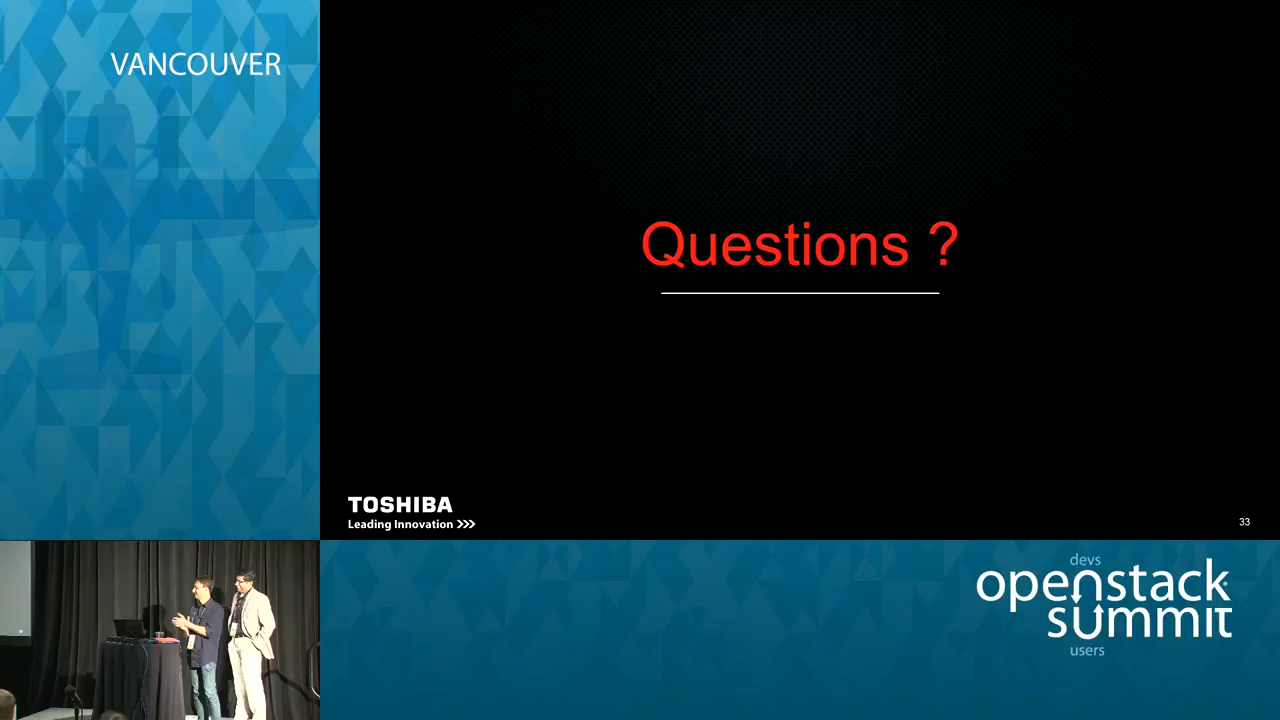 VANCOUVER
Questions ?
TOSHIBA
Leading Innovation >>>
33
devs
openstack
summit
users